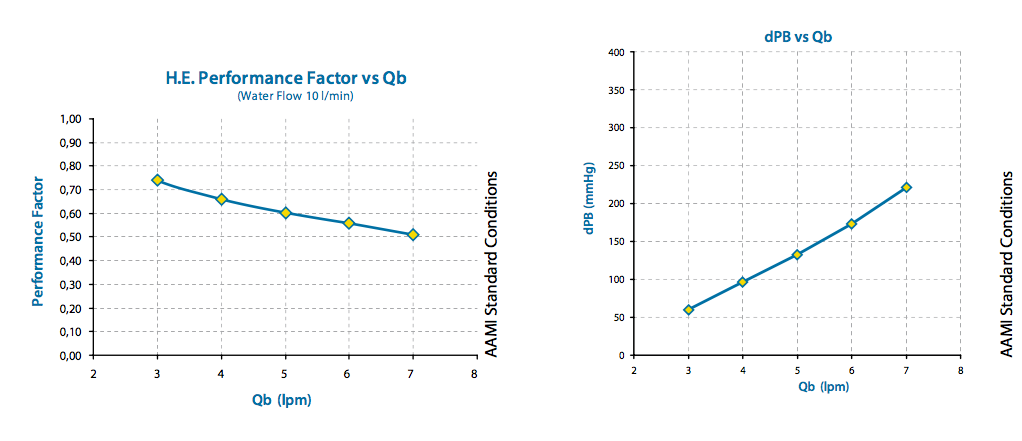 H.E. Performance Factor vs Qb
(Water Flow 10 l/min)
Performance Factor
1,00
0,90
0,80
0,70
0,60
0,50
0,40
0,30
0,20
0,10
0,00
2 3 4 5 6 7 8
Qb (lpm)
AAMI Standard Conditions
dPB vs Qb
dPB (mmHg)
400
350
300
250
200
150
100
50
0
2 3 4 5 6 7 8
Qb (lpm)
AAMI Standard Conditions